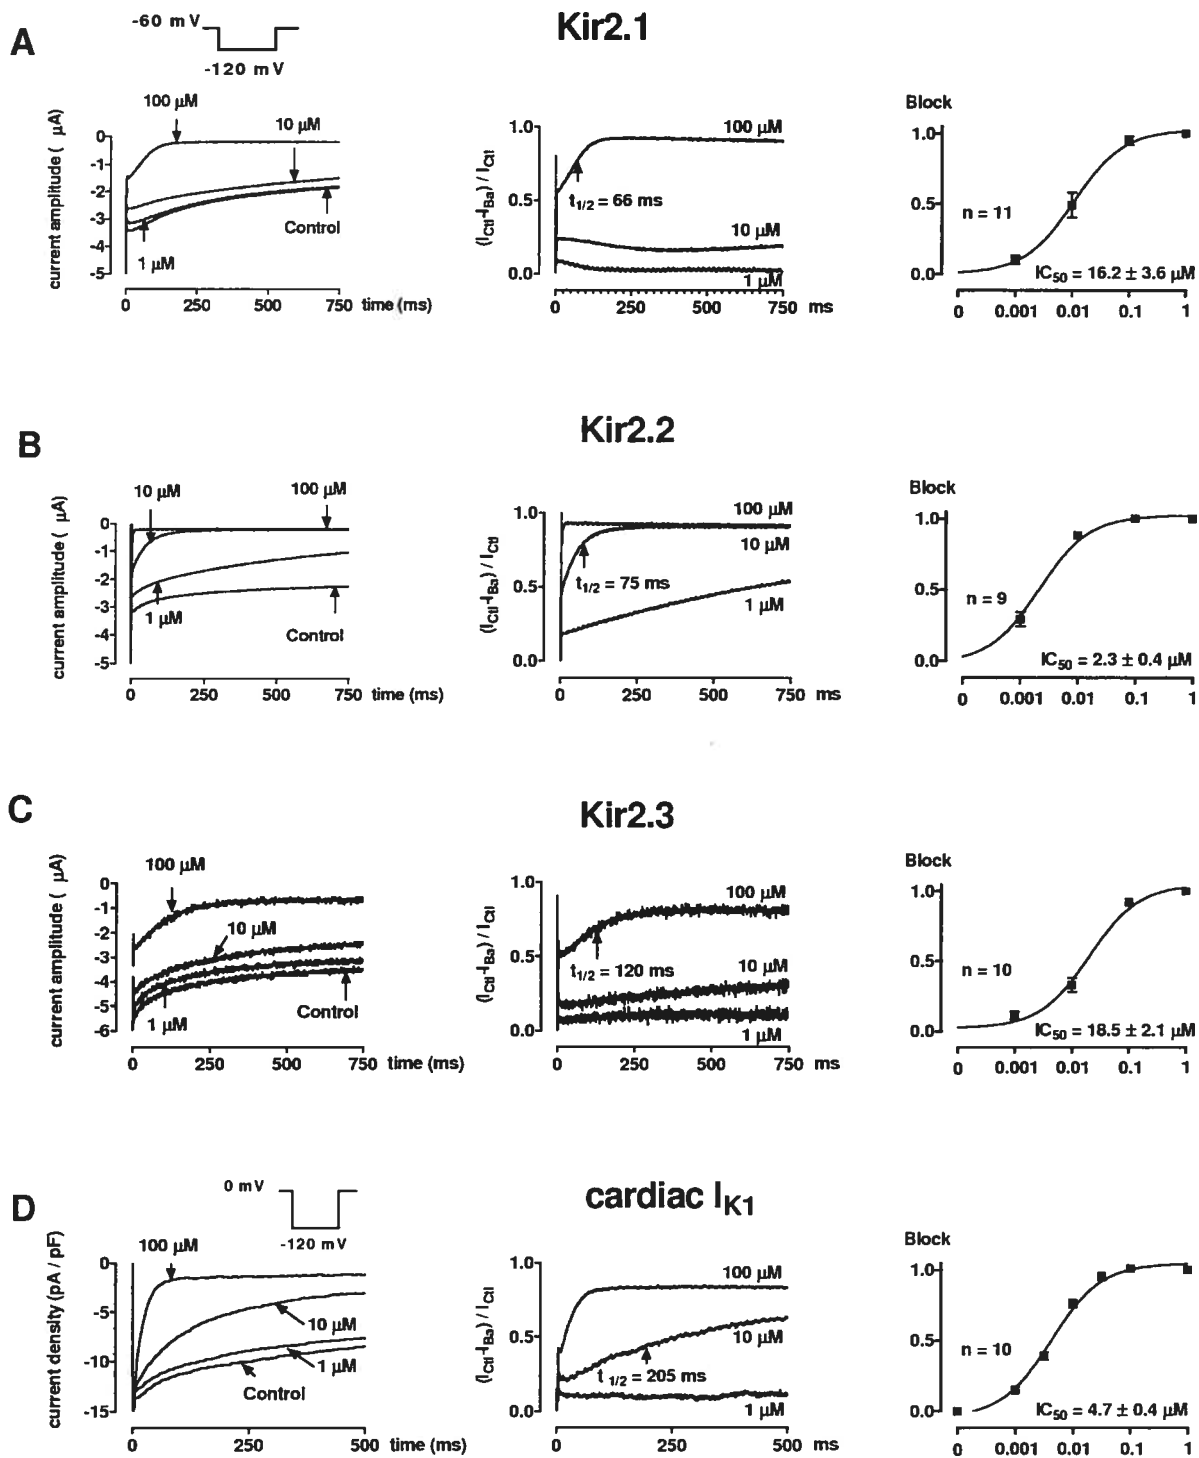 A
-60 mV
-120 mV
Kir2.1
current amplitude ( µA)
100 µM
10 µM
Control
1 µM
0
-1
-2
-3
-4
-5
0 250 500 750 time (ms)
(ICtl-IBa) / ICtl
1.0
0.5
0.0
100 µM
t1/2 = 66 ms
10 µM
1 µM
0 250 500 750 ms
Block
1.0
0.5
0.0
n = 11
IC50 = 16.2 ± 3.6 µM
0 0.001 0.01 0.1 1
B
Kir2.2
current amplitude ( µA)
10 µM
100 µM
1 µM
Control
0
-1
-2
-3
-4
-5
0 250 500 750 time (ms)
(ICtl-IBa) / ICtl
1.0
0.5
0.0
100 µM
10 µM
t1/2 = 75 ms
1 µM
0 250 500 750 ms
Block
1.0
0.5
0.0
n = 9
IC50 = 2.3 ± 0.4 µM
0 0.001 0.01 0.1 1
C
Kir2.3
current amplitude ( µA)
100 µM
10 µM
1 µM
Control
0
-1
-2
-3
-4
-5
-6
0 250 500 750 time (ms)
(ICtl-IBa) / ICtl
1.0
0.5
0.0
100 µM
t1/2 = 120 ms
10 µM
1 µM
0 250 500 750 ms
Block
1.0
0.5
0.0
n = 10
IC50 = 18.5 ± 2.1 µM
0 0.001 0.01 0.1 1
D
0 mV
-120 mV
cardiac IK1
current density (pA / pF)
100 µM
10 µM
1 µM
Control
0
-5
-10
-15
0 250 500 time (ms)
(ICtl-IBa) / ICtl
1.0
0.5
0.0
100 µM
10 µM
t 1/2 = 205 ms
1 µM
0 250 500 ms
Block
1.0
0.5
0.0
n = 10
IC50 = 4.7 ± 0.4 µM
0 0.001 0.01 0.1 1